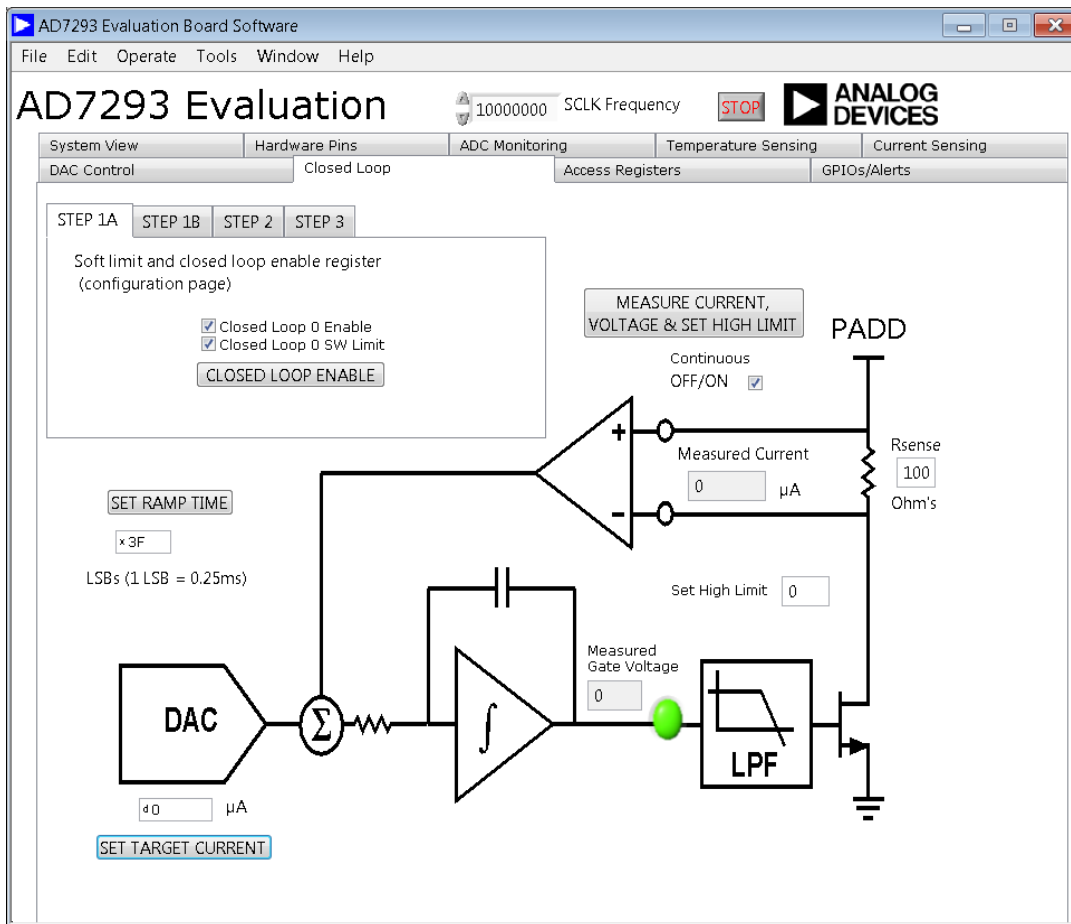 AD7293 Evaluation Board Software
File Edit Operate Tools Window Help
AD7293 Evaluation
10000000 SCLK Frequency
STOP
ANALOG
DEVICES
System View Hardware Pins ADC Monitoring Temperature Sensing Current Sensing
DAC Control Closed Loop Access Registers GPIOs/Alerts
STEP 1A STEP 1B STEP 2 STEP 3
Soft limit and closed loop enable register
(configuration page)
Closed Loop 0 Enable
Closed Loop 0 SW Limit
CLOSED LOOP ENABLE
MEASURE CURRENT,
VOLTAGE & SET HIGH LIMIT
PADD
Continuous
OFF/ON
+
Measured Current
0 µA
−
Rsense
100
Ohm's
SET RAMP TIME
x 3F
LSBs (1 LSB = 0.25ms)
Set High Limit 0
Measured
Gate Voltage
0
DAC
Σ
∫
LPF
d 0 µA
SET TARGET CURRENT